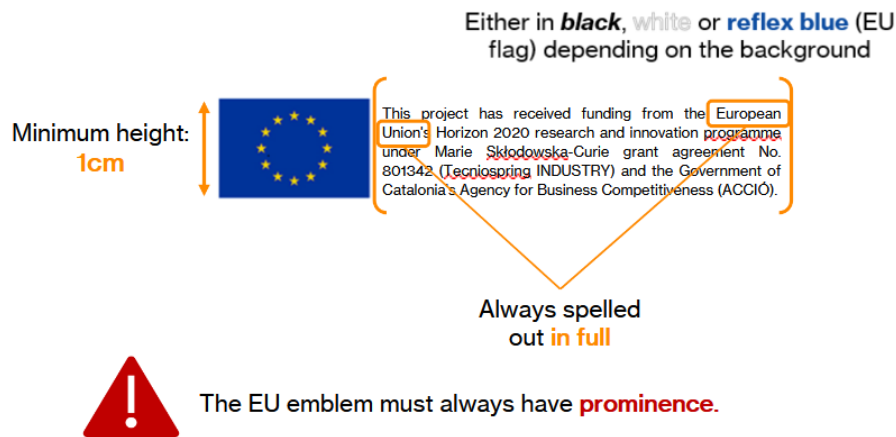 Either in black, white or reflex blue (EU
flag) depending on the background
Minimum height:
1cm
This project has received funding from the European
Union's Horizon 2020 research and innovation programme
under Marie Skłodowska-Curie grant agreement No.
801342 (Tecniospring INDUSTRY) and the Government of
Catalonia's Agency for Business Competitiveness (ACCIÓ).
Always spelled
out in full
!
The EU emblem must always have prominence.